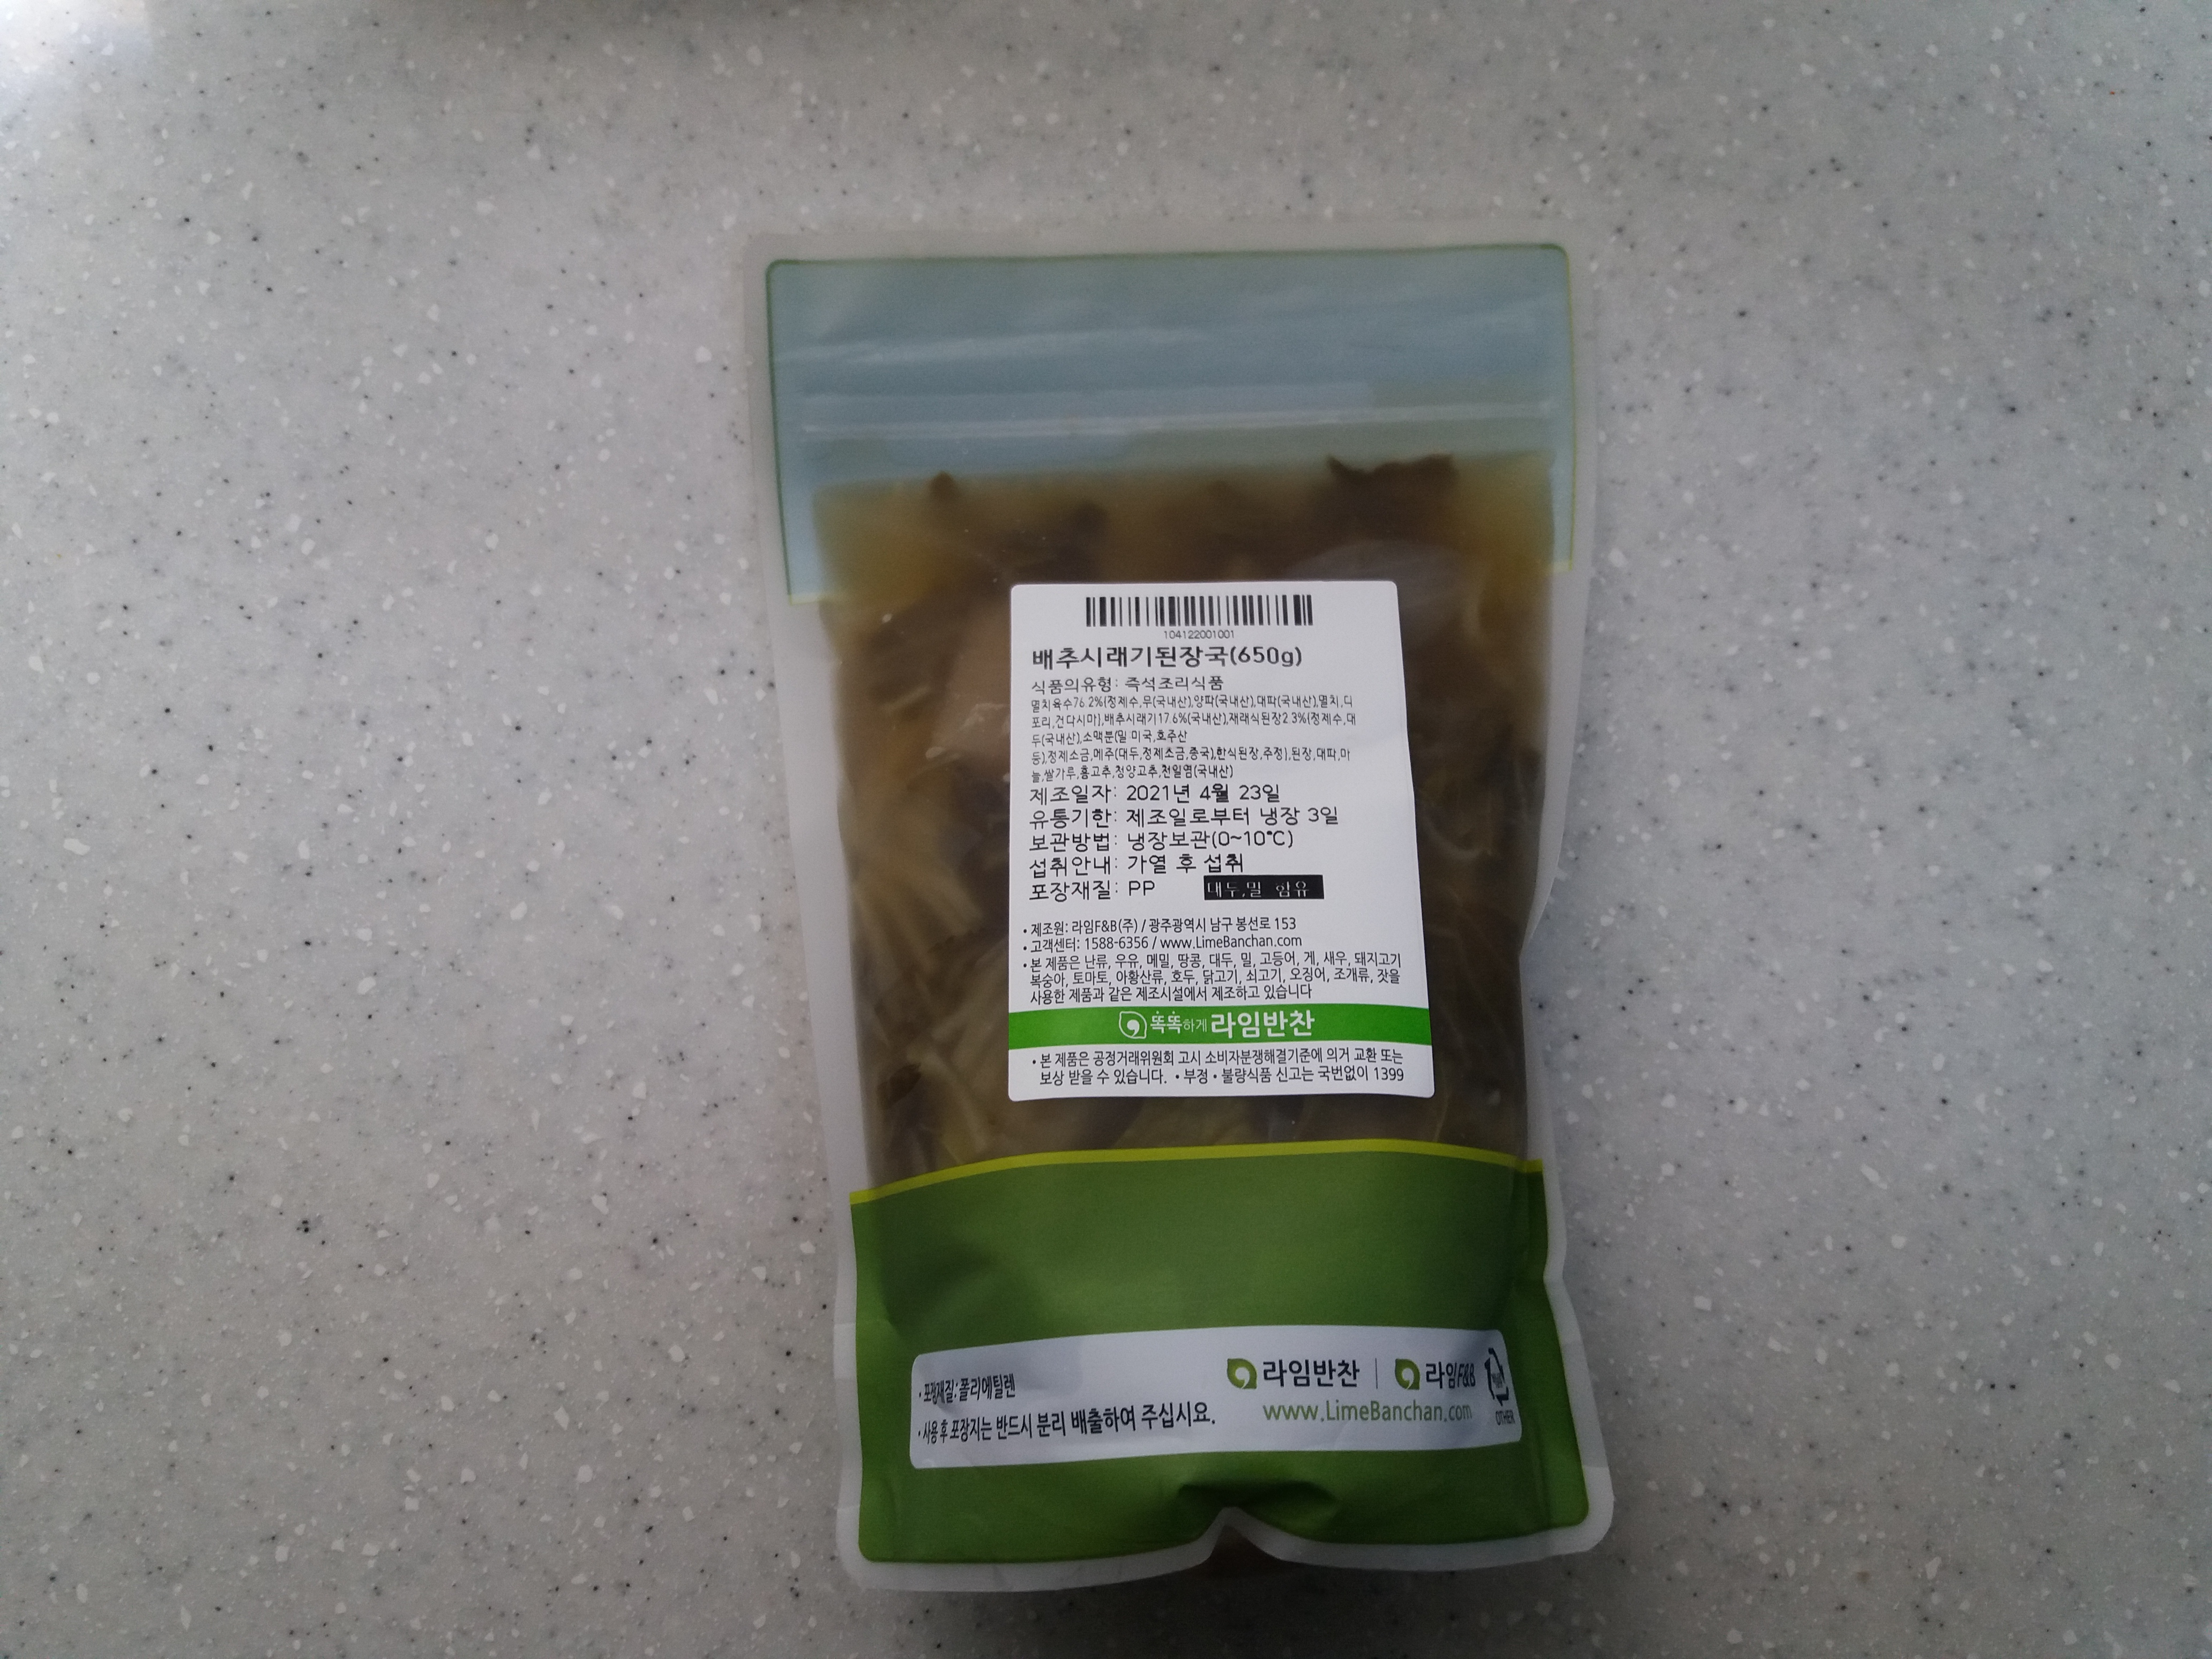 104122001001
배추시래기된장국(650g)
식품의유형: 즉석조리식품
멸치육수76.2%(정제수,무(국내산),양파(국내산),대파(국내산),멸치,디
포리,건다시마),배추시래기17.6%(국내산),재래식된장2.3%(정제수,대
두(국내산),소맥분(밀 미국,호주산
등),정제소금,메주(대두,정제소금,중국),한식된장,주정),된장,대파,마
늘,쌀가루,홍고추,청양고추,천일염(국내산)
제조일자: 2021년 4월 23일
유통기한: 제조일로부터 냉장 3일
보관방법: 냉장보관(0~10℃)
섭취안내: 가열 후 섭취
포장재질: PP 대두,밀 함유
• 제조원: 라임F&B(주) / 광주광역시 남구 봉선로 153
• 고객센터: 1588-6356 / www.LimeBanchan.com
• 본 제품은 난류, 우유, 메밀, 땅콩, 대두, 밀, 고등어, 게, 새우, 돼지고기
복숭아, 토마토, 아황산류, 호두, 닭고기, 쇠고기, 오징어, 조개류, 잣을
사용한 제품과 같은 제조시설에서 제조하고 있습니다
똑똑하게 라임반찬
• 본 제품은 공정거래위원회 고시 소비자분쟁해결기준에 의거 교환 또는
보상 받을 수 있습니다. • 부정 • 불량식품 신고는 국번없이 1399
• 포장재질: 폴리에틸렌
• 사용 후 포장지는 반드시 분리 배출하여 주십시요.
라임반찬 | 라임F&B
www.LimeBanchan.com
OTHER